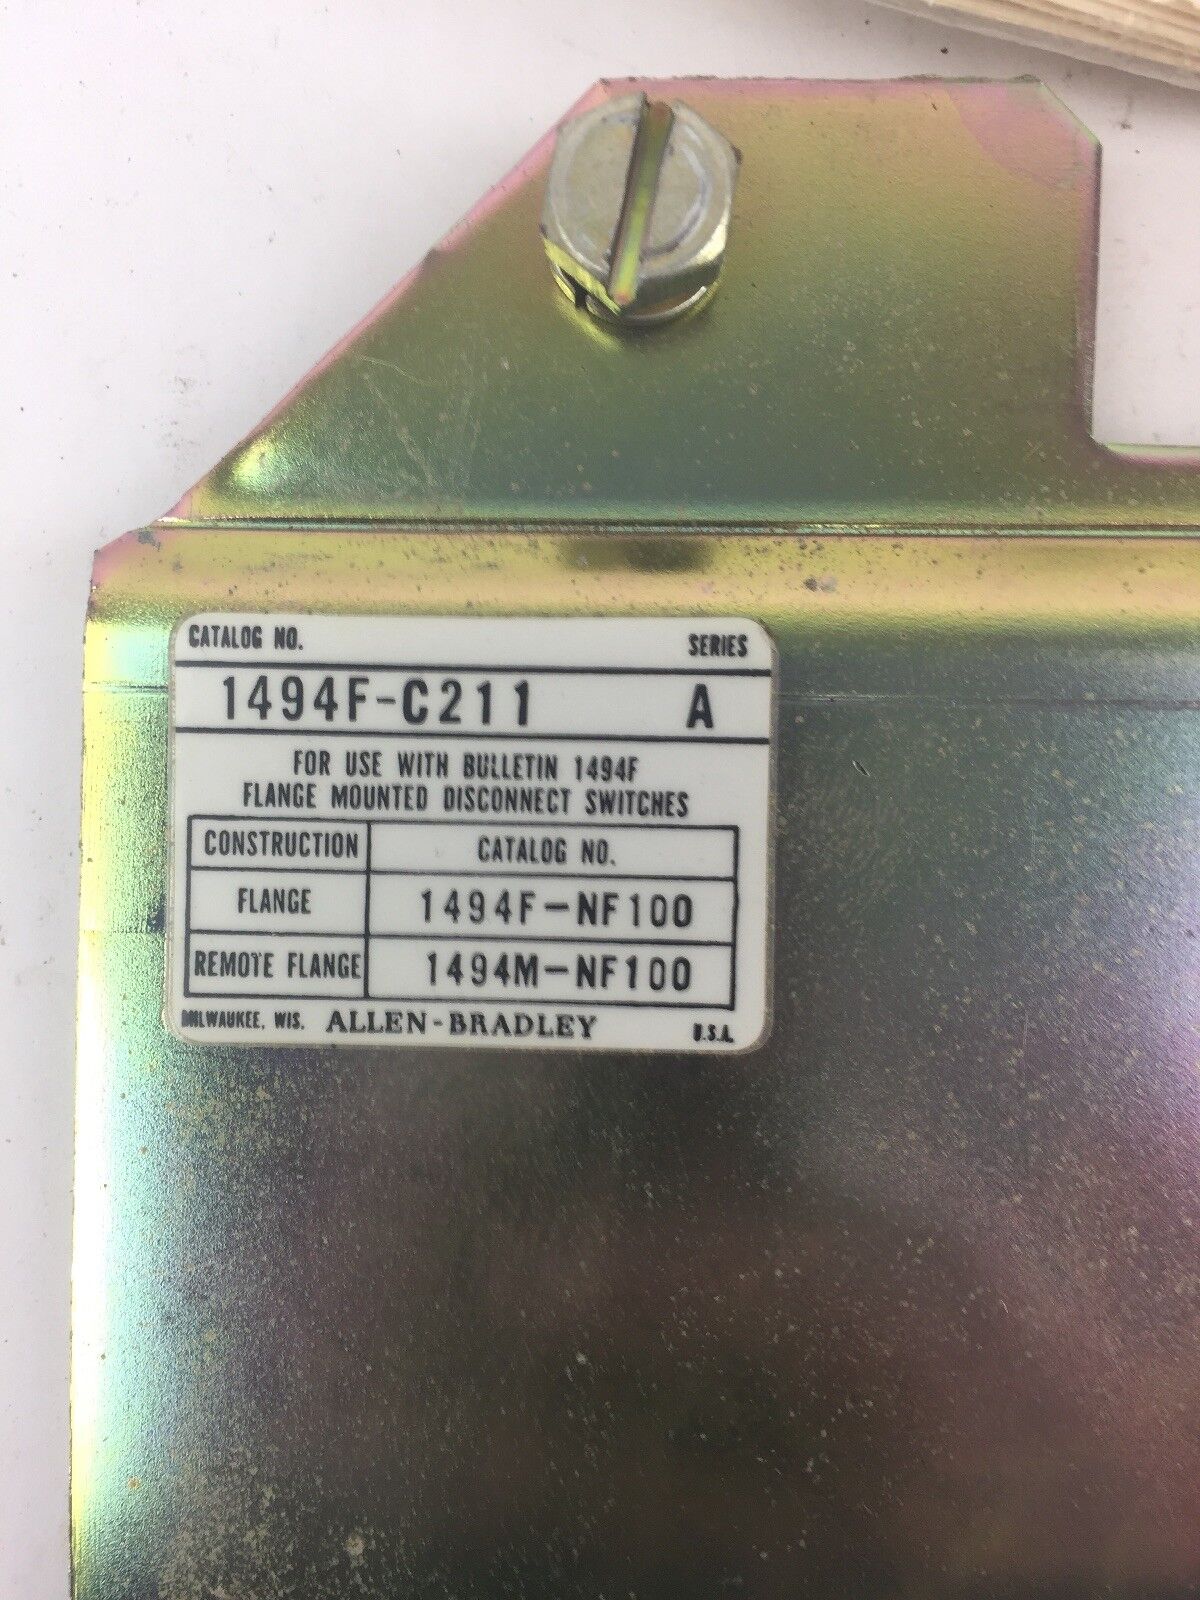 CATALOG NO. SERIES
1494F-C211 A
FOR USE WITH BULLETIN 1494F
FLANGE MOUNTED DISCONNECT SWITCHES
CONSTRUCTION CATALOG NO.
FLANGE 1494F-NF100
REMOTE FLANGE 1494M-NF100
MILWAUKEE, WIS. ALLEN-BRADLEY U.S.A.